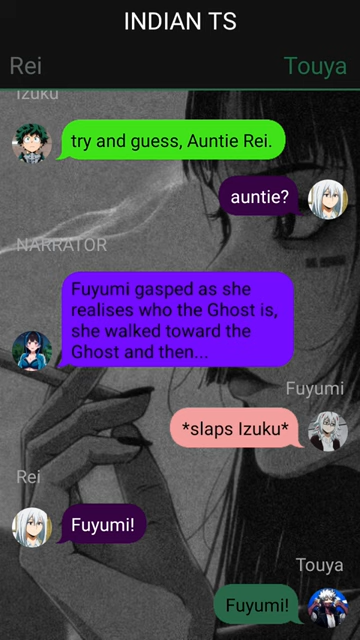 INDIAN TS
Rei
Touya
Izuku
try and guess, Auntie Rei.
auntie?
NARRATOR
Fuyumi gasped as she
realises who the Ghost is,
she walked toward the
Ghost and then...
Fuyumi
*slaps Izuku*
Rei
Fuyumi!
Touya
Fuyumi!